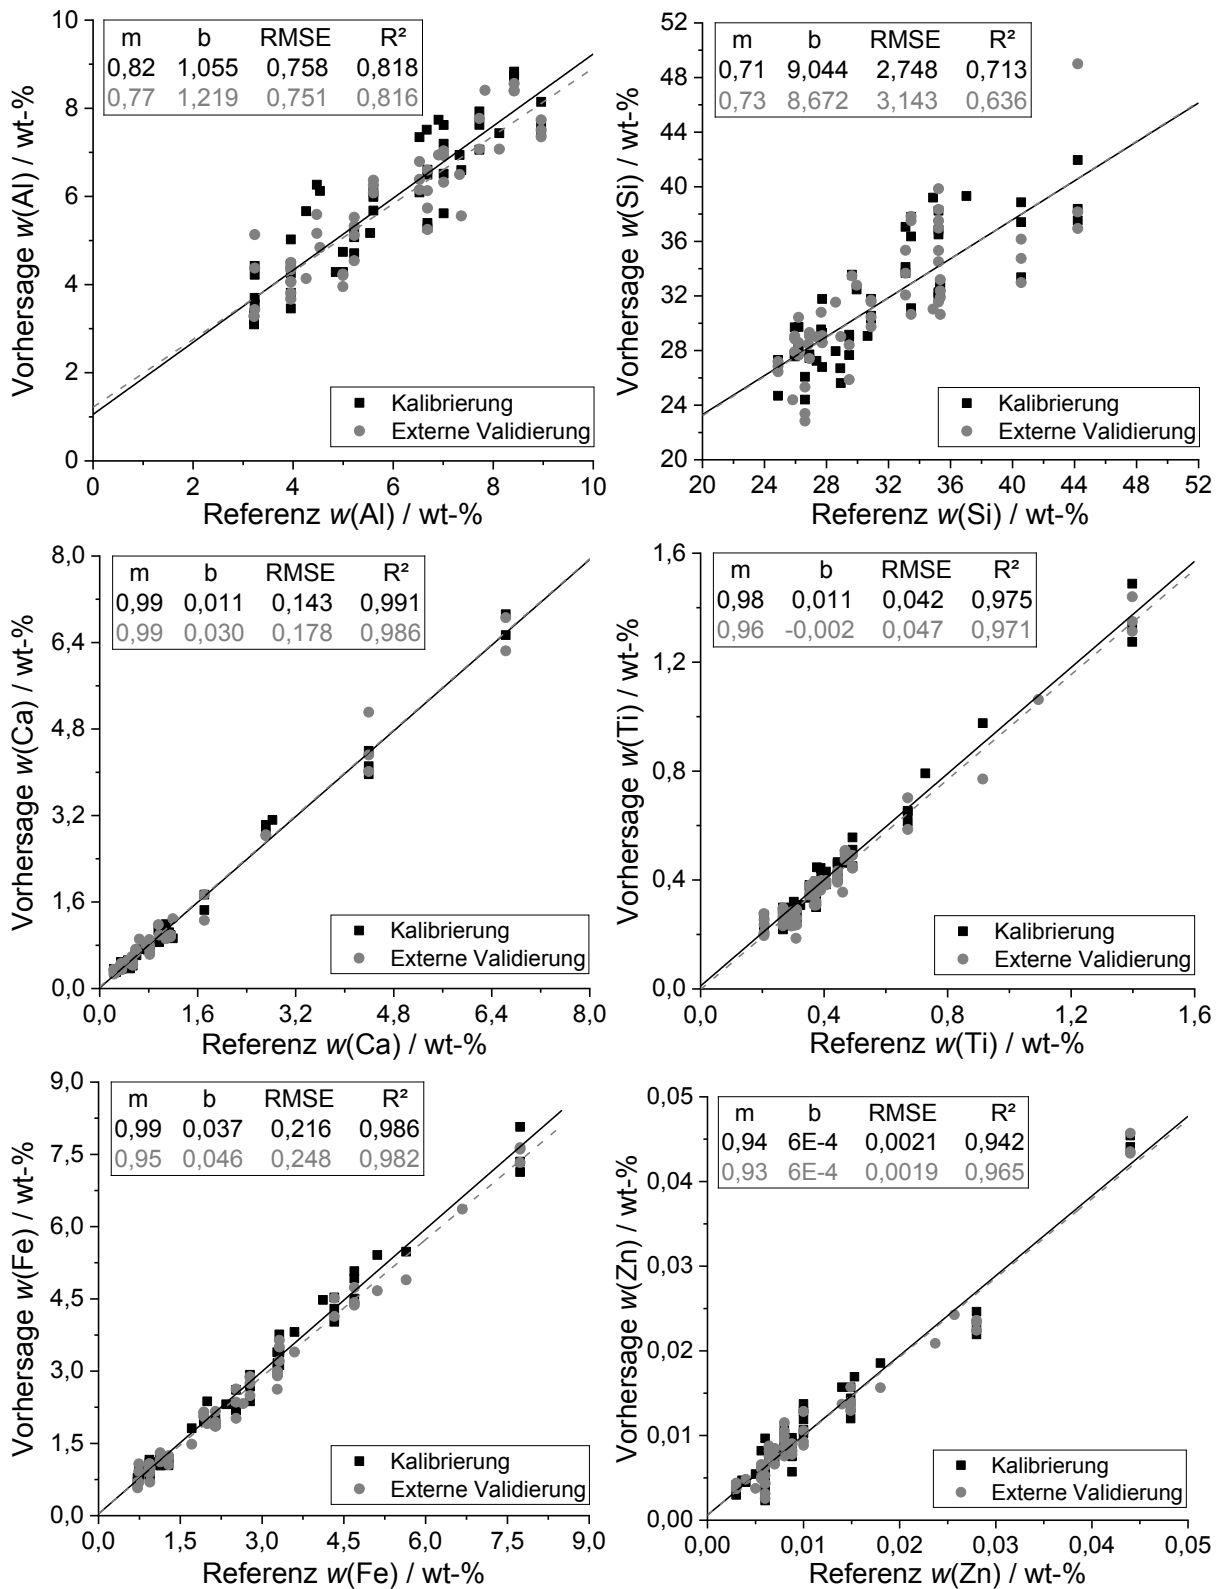 m b RMSE R²
0,82 1,055 0,758 0,818
0,77 1,219 0,751 0,816
10
8
6
4
2
0
Vorhersage w(Al) / wt-%
Kalibrierung
Externe Validierung
0 2 4 6 8 10
Referenz w(Al) / wt-%
m b RMSE R²
0,71 9,044 2,748 0,713
0,73 8,672 3,143 0,636
52
48
44
40
36
32
28
24
20
Vorhersage w(Si) / wt-%
Kalibrierung
Externe Validierung
20 24 28 32 36 40 44 48 52
Referenz w(Si) / wt-%
m b RMSE R²
0,99 0,011 0,143 0,991
0,99 0,030 0,178 0,986
8,0
6,4
4,8
3,2
1,6
0,0
Vorhersage w(Ca) / wt-%
Kalibrierung
Externe Validierung
0,0 1,6 3,2 4,8 6,4 8,0
Referenz w(Ca) / wt-%
m b RMSE R²
0,98 0,011 0,042 0,975
0,96 -0,002 0,047 0,971
1,6
1,2
0,8
0,4
0,0
Vorhersage w(Ti) / wt-%
Kalibrierung
Externe Validierung
0,0 0,4 0,8 1,2 1,6
Referenz w(Ti) / wt-%
m b RMSE R²
0,99 0,037 0,216 0,986
0,95 0,046 0,248 0,982
9,0
7,5
6,0
4,5
3,0
1,5
0,0
Vorhersage w(Fe) / wt-%
Kalibrierung
Externe Validierung
0,0 1,5 3,0 4,5 6,0 7,5 9,0
Referenz w(Fe) / wt-%
m b RMSE R²
0,94 6E-4 0,0021 0,942
0,93 6E-4 0,0019 0,965
0,05
0,04
0,03
0,02
0,01
0,00
Vorhersage w(Zn) / wt-%
Kalibrierung
Externe Validierung
0,00 0,01 0,02 0,03 0,04 0,05
Referenz w(Zn) / wt-%